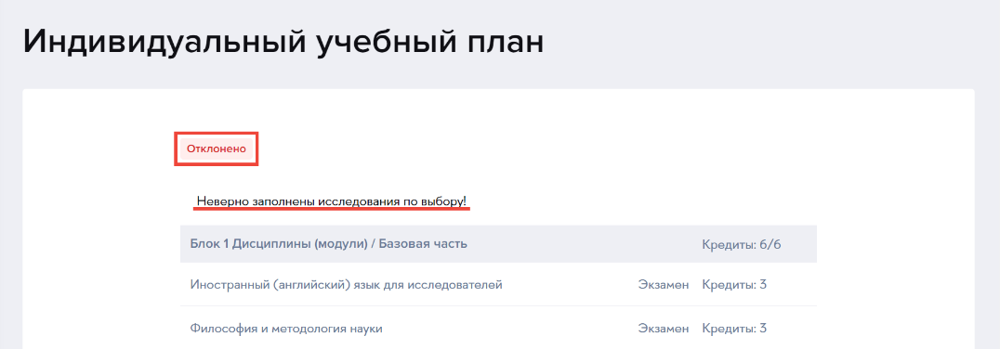 Индивидуальный учебный план
Отклонено
Неверно заполнены исследования по выбору!
Блок 1 Дисциплины (модули) / Базовая часть Кредиты: 6/6
Иностранный (английский) язык для исследователей Экзамен Кредиты: 3
Философия и методология науки Экзамен Кредиты: 3